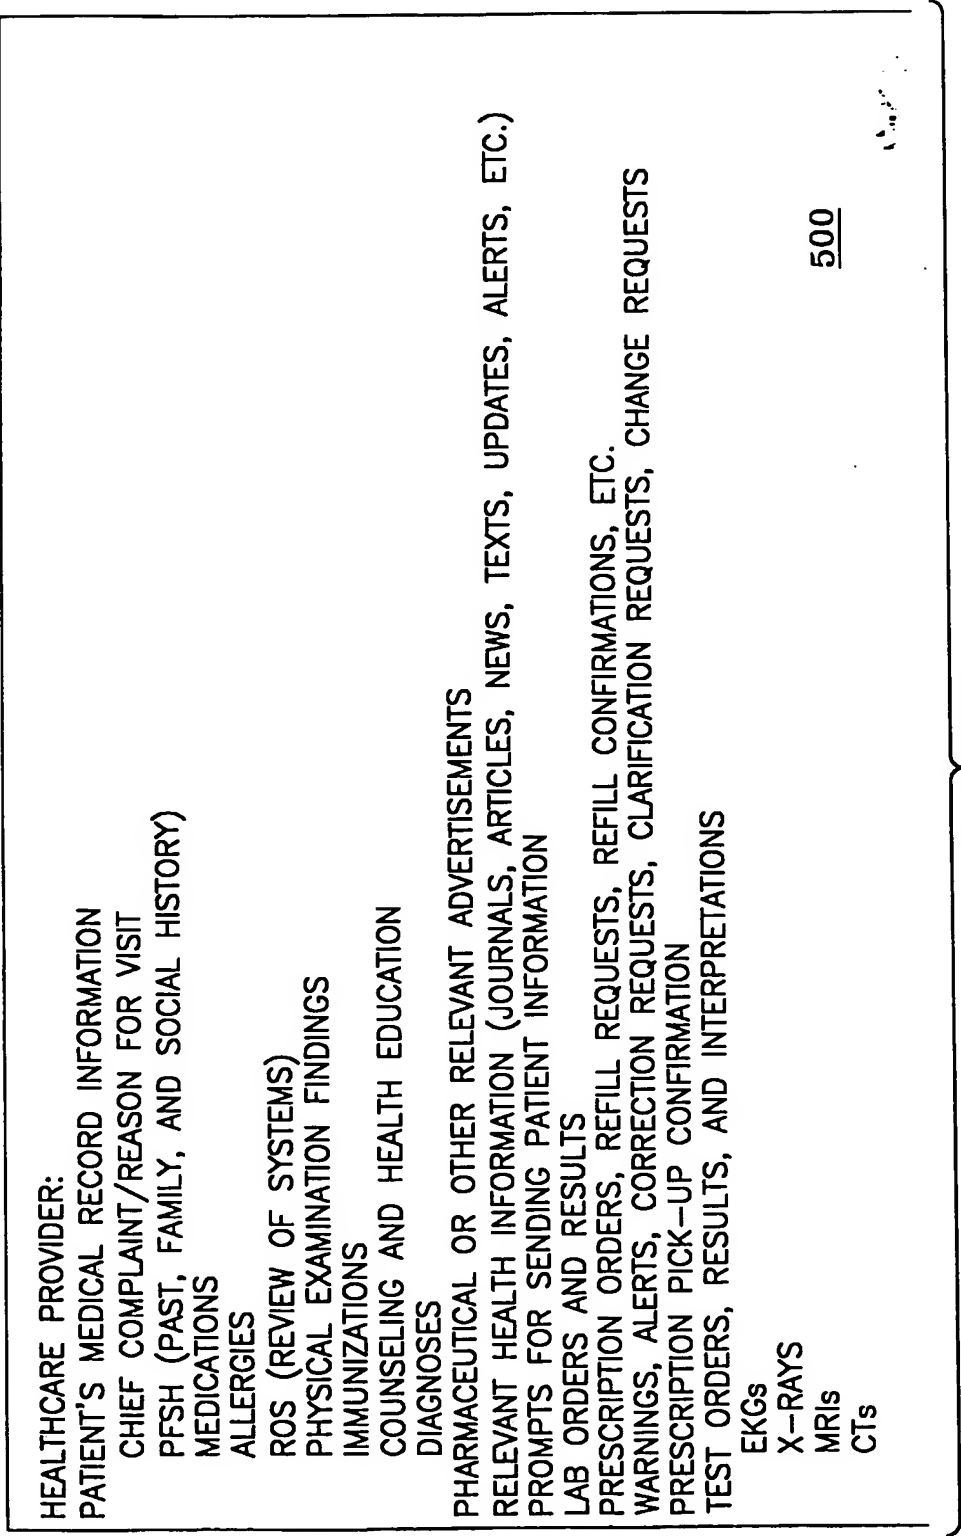 HEALTHCARE PROVIDER:
PATIENT'S MEDICAL RECORD INFORMATION
CHIEF COMPLAINT/REASON FOR VISIT
PFSH (PAST, FAMILY, AND SOCIAL HISTORY)
MEDICATIONS
ALLERGIES
ROS (REVIEW OF SYSTEMS)
PHYSICAL EXAMINATION FINDINGS
IMMUNIZATIONS
COUNSELING AND HEALTH EDUCATION
DIAGNOSES
PHARMACEUTICAL OR OTHER RELEVANT ADVERTISEMENTS
RELEVANT HEALTH INFORMATION (JOURNALS, ARTICLES, NEWS, TEXTS, UPDATES, ALERTS, ETC.)
PROMPTS FOR SENDING PATIENT INFORMATION
LAB ORDERS AND RESULTS
PRESCRIPTION ORDERS, REFILL REQUESTS, REFILL CONFIRMATIONS, ETC.
WARNINGS, ALERTS, CORRECTION REQUESTS, CLARIFICATION REQUESTS, CHANGE REQUESTS
PRESCRIPTION PICK-UP CONFIRMATION
TEST ORDERS, RESULTS, AND INTERPRETATIONS
EKGs
X-RAYS
MRIs
CTs
500